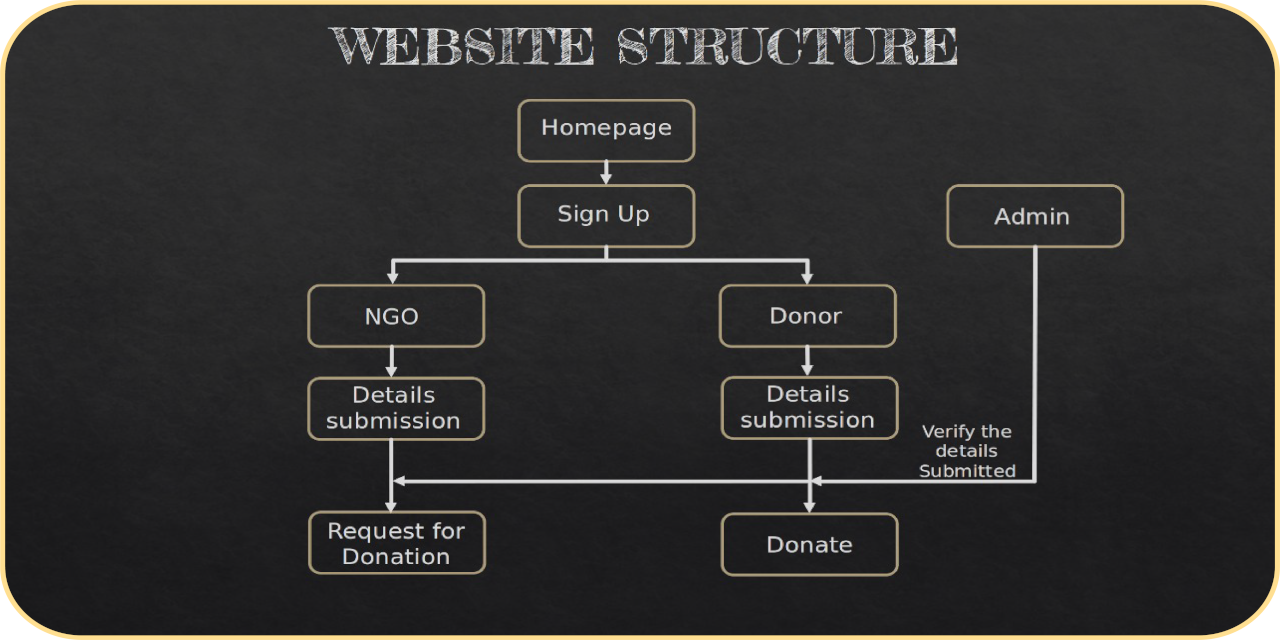 WEBSITE STRUCTURE
Homepage
Sign Up
Admin
NGO
Donor
Details
submission
Details
submission
Verify the
details
Submitted
Request for
Donation
Donate